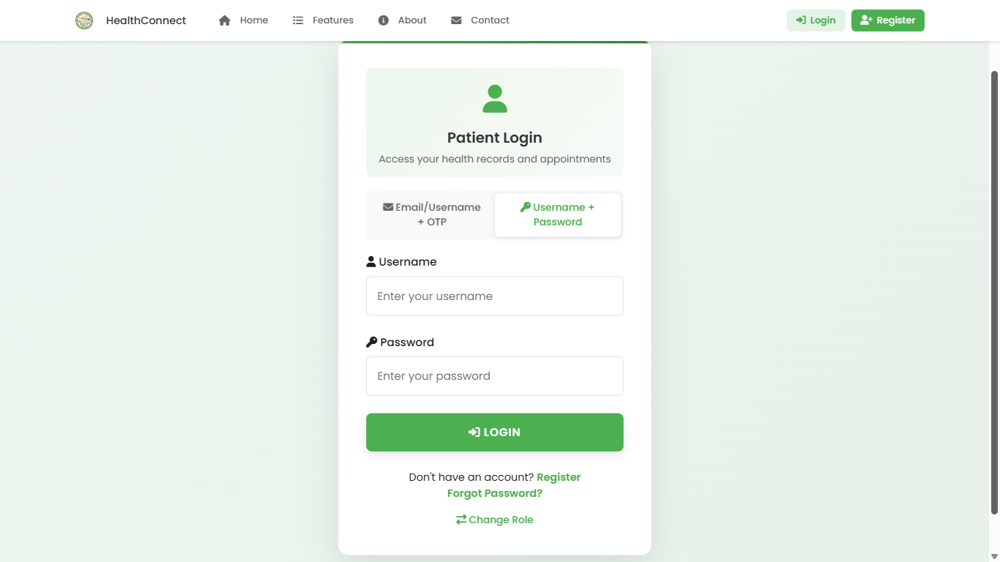 HealthConnect
Home
Features
About
Contact
Login
Register
Patient Login
Access your health records and appointments
Email/Username
+ OTP
Username +
Password
Username
Enter your username
Password
Enter your password
LOGIN
Don't have an account? Register
Forgot Password?
Change Role